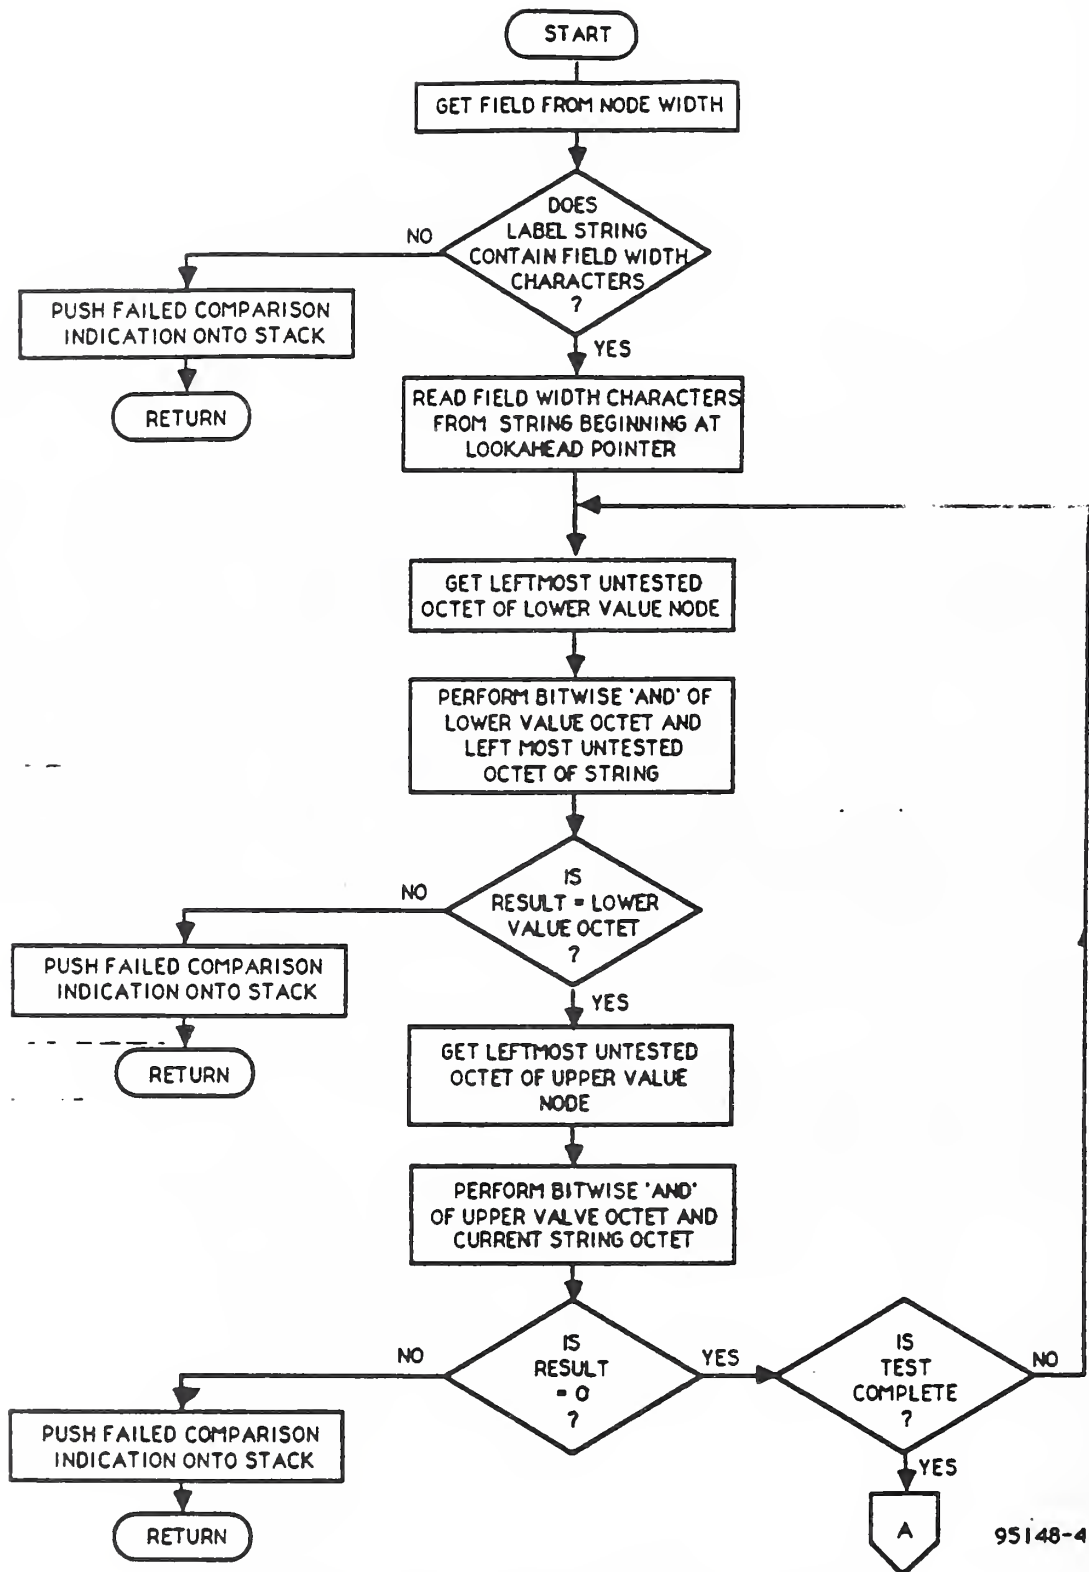 START
GET FIELD FROM NODE WIDTH
DOES
LABEL STRING
CONTAIN FIELD WIDTH
CHARACTERS
?
NO
PUSH FAILED COMPARISON
INDICATION ONTO STACK
RETURN
YES
READ FIELD WIDTH CHARACTERS
FROM STRING BEGINNING AT
LOOKAHEAD POINTER
GET LEFTMOST UNTESTED
OCTET OF LOWER VALUE NODE
PERFORM BITWISE 'AND' OF
LOWER VALUE OCTET AND
LEFT MOST UNTESTED
OCTET OF STRING
IS
RESULT = LOWER
VALUE OCTET
?
NO
PUSH FAILED COMPARISON
INDICATION ONTO STACK
RETURN
YES
GET LEFTMOST UNTESTED
OCTET OF UPPER VALUE
NODE
PERFORM BITWISE 'AND'
OF UPPER VALVE OCTET AND
CURRENT STRING OCTET
IS
RESULT
= 0
?
NO
PUSH FAILED COMPARISON
INDICATION ONTO STACK
RETURN
YES
IS
TEST
COMPLETE
?
NO
YES
A
95148-4